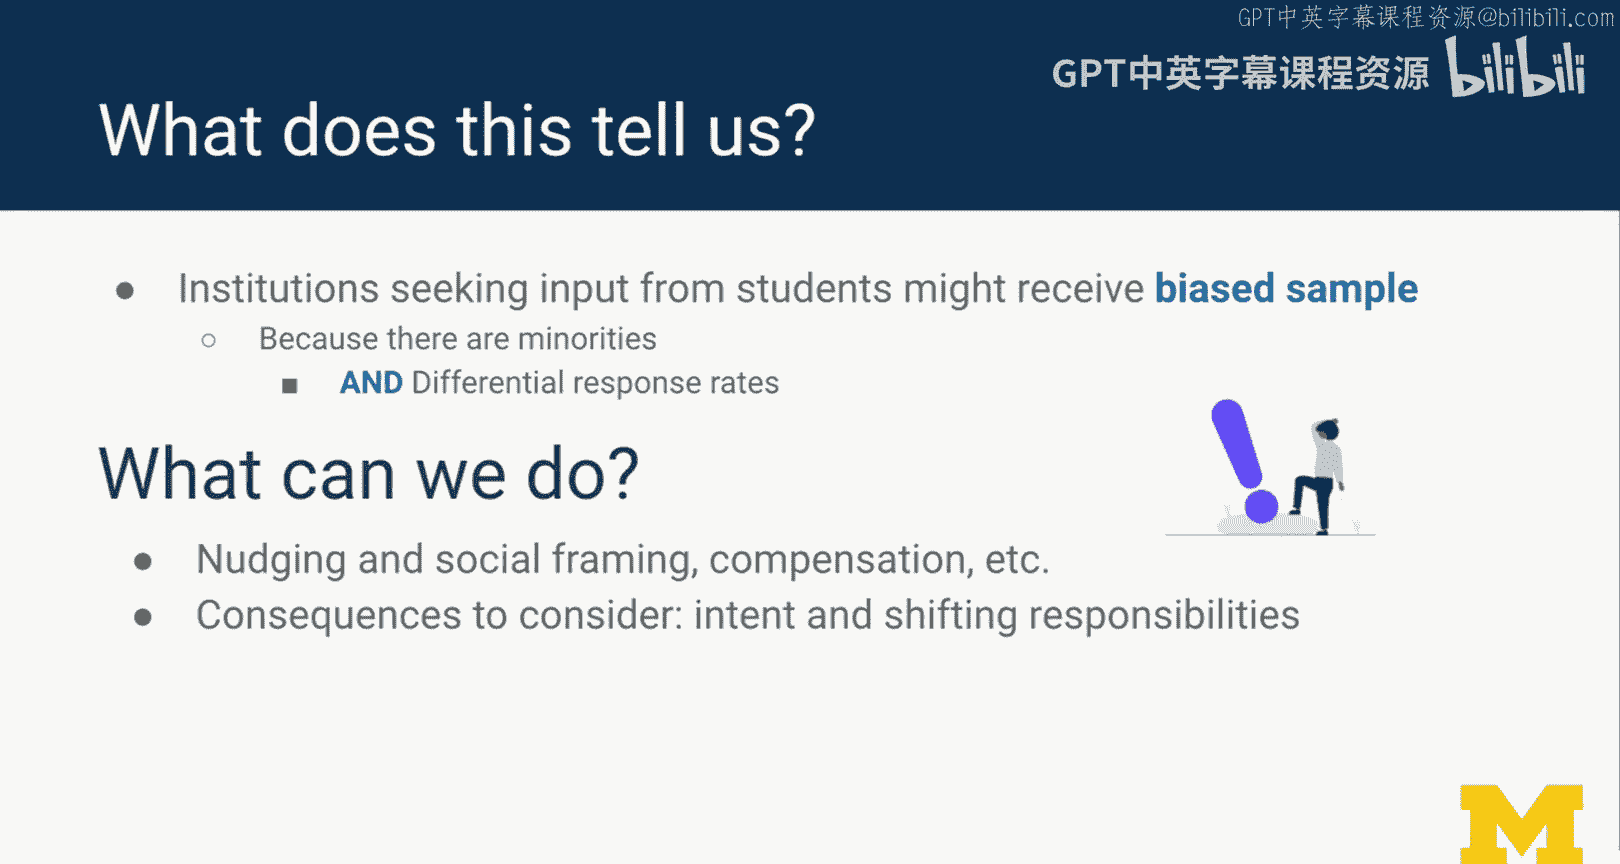 GPT中英字幕课程资源@bilibili.com
GPT中英字幕课程资源 bilibili
What does this tell us?
● Institutions seeking input from students might receive biased sample
○ Because there are minorities
■ AND Differential response rates
What can we do?
● Nudging and social framing, compensation, etc.
● Consequences to consider: intent and shifting responsibilities
M